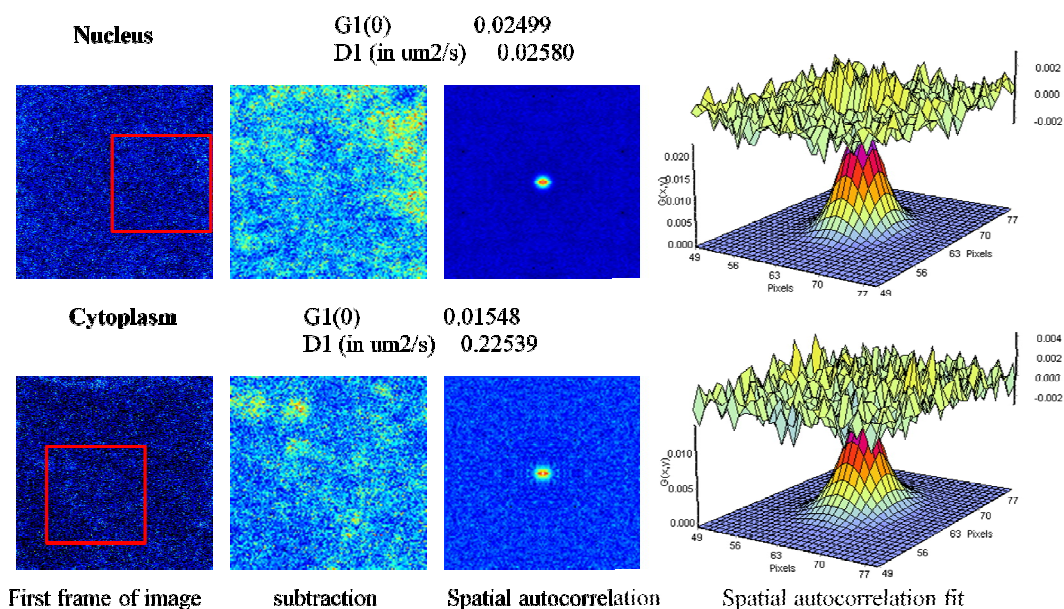 Nucleus
G1(0) 0.02499
D1 (in um2/s) 0.02580
0.002
0.000
-0.002
0.020
0.015
0.010
0.005
0.000
G(x,y)
49
56
63
70
77
Pixels
49
56
63
70
77
Pixels
Cytoplasm
G1(0) 0.01548
D1 (in um2/s) 0.22539
0.004
0.002
0.000
-0.002
0.010
0.005
0.000
G(x,y)
49
56
63
70
77
Pixels
49
56
63
70
77
Pixels
First frame of image
subtraction
Spatial autocorrelation
Spatial autocorrelation fit